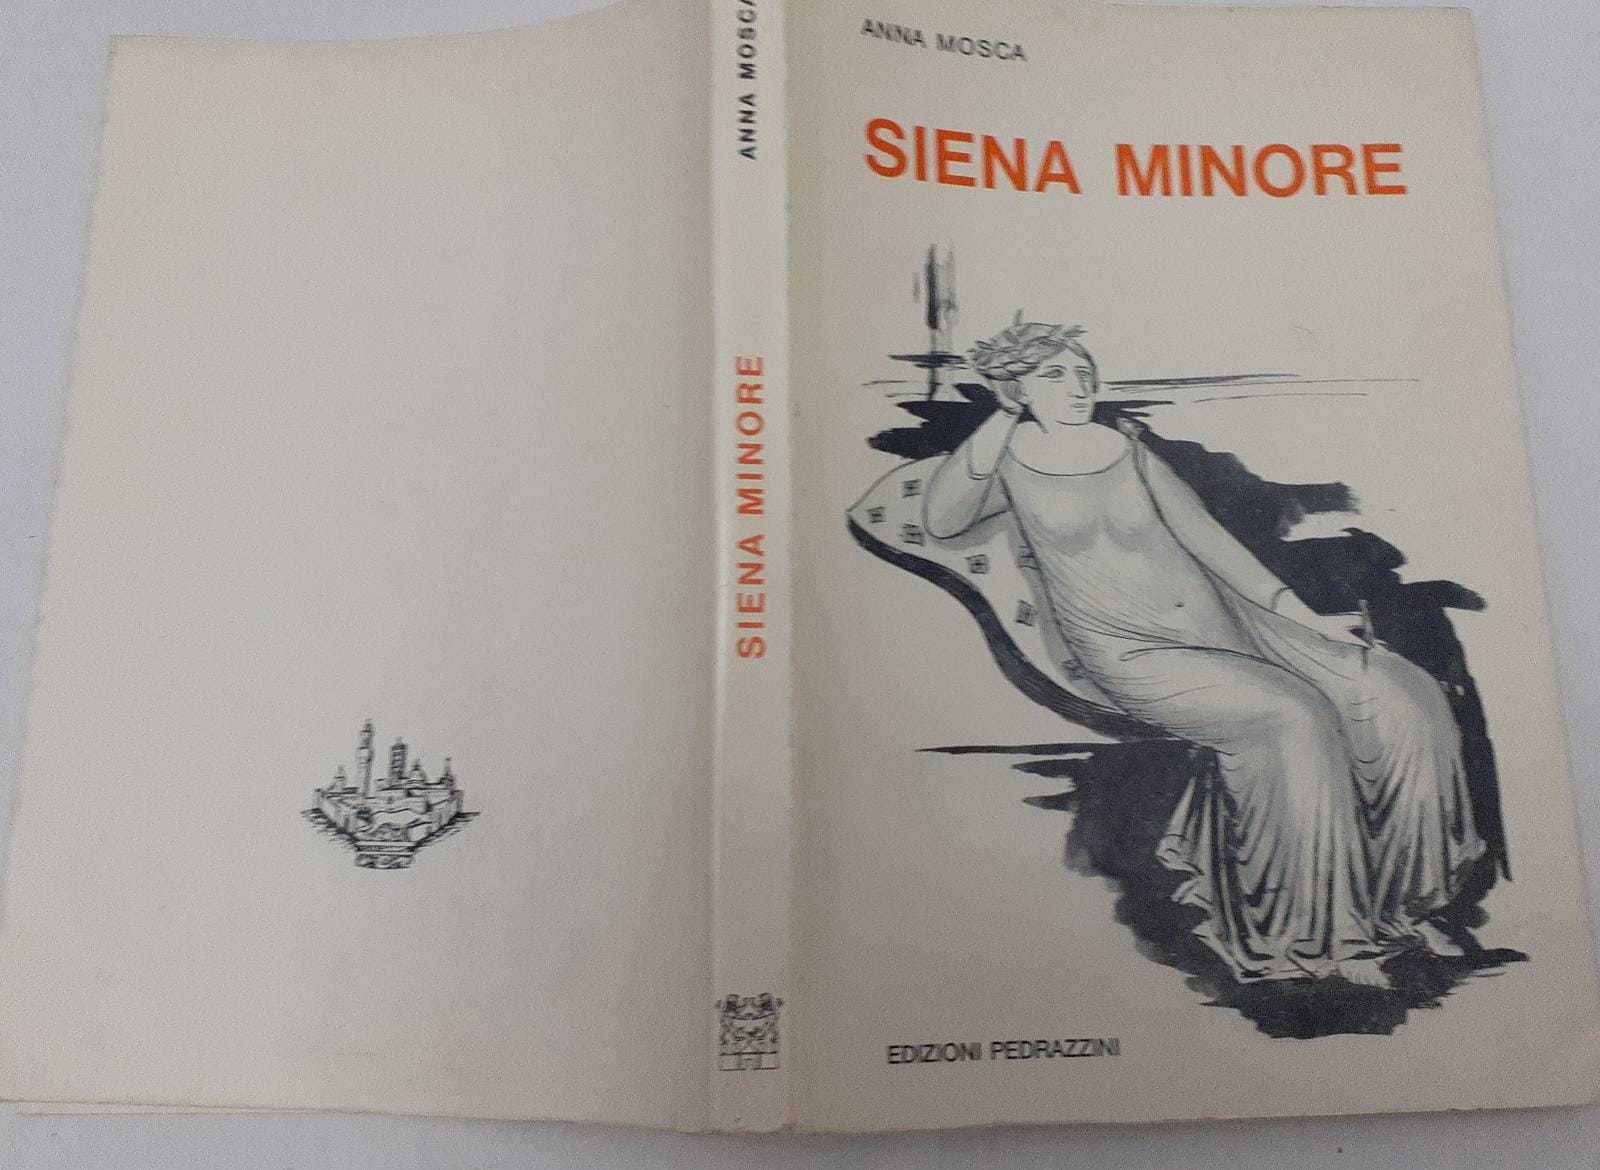 ANNA MOSCA
SIENA MINORE
EDIZIONI PEDRAZZINI
ANNA MOSCA
SIENA MINORE